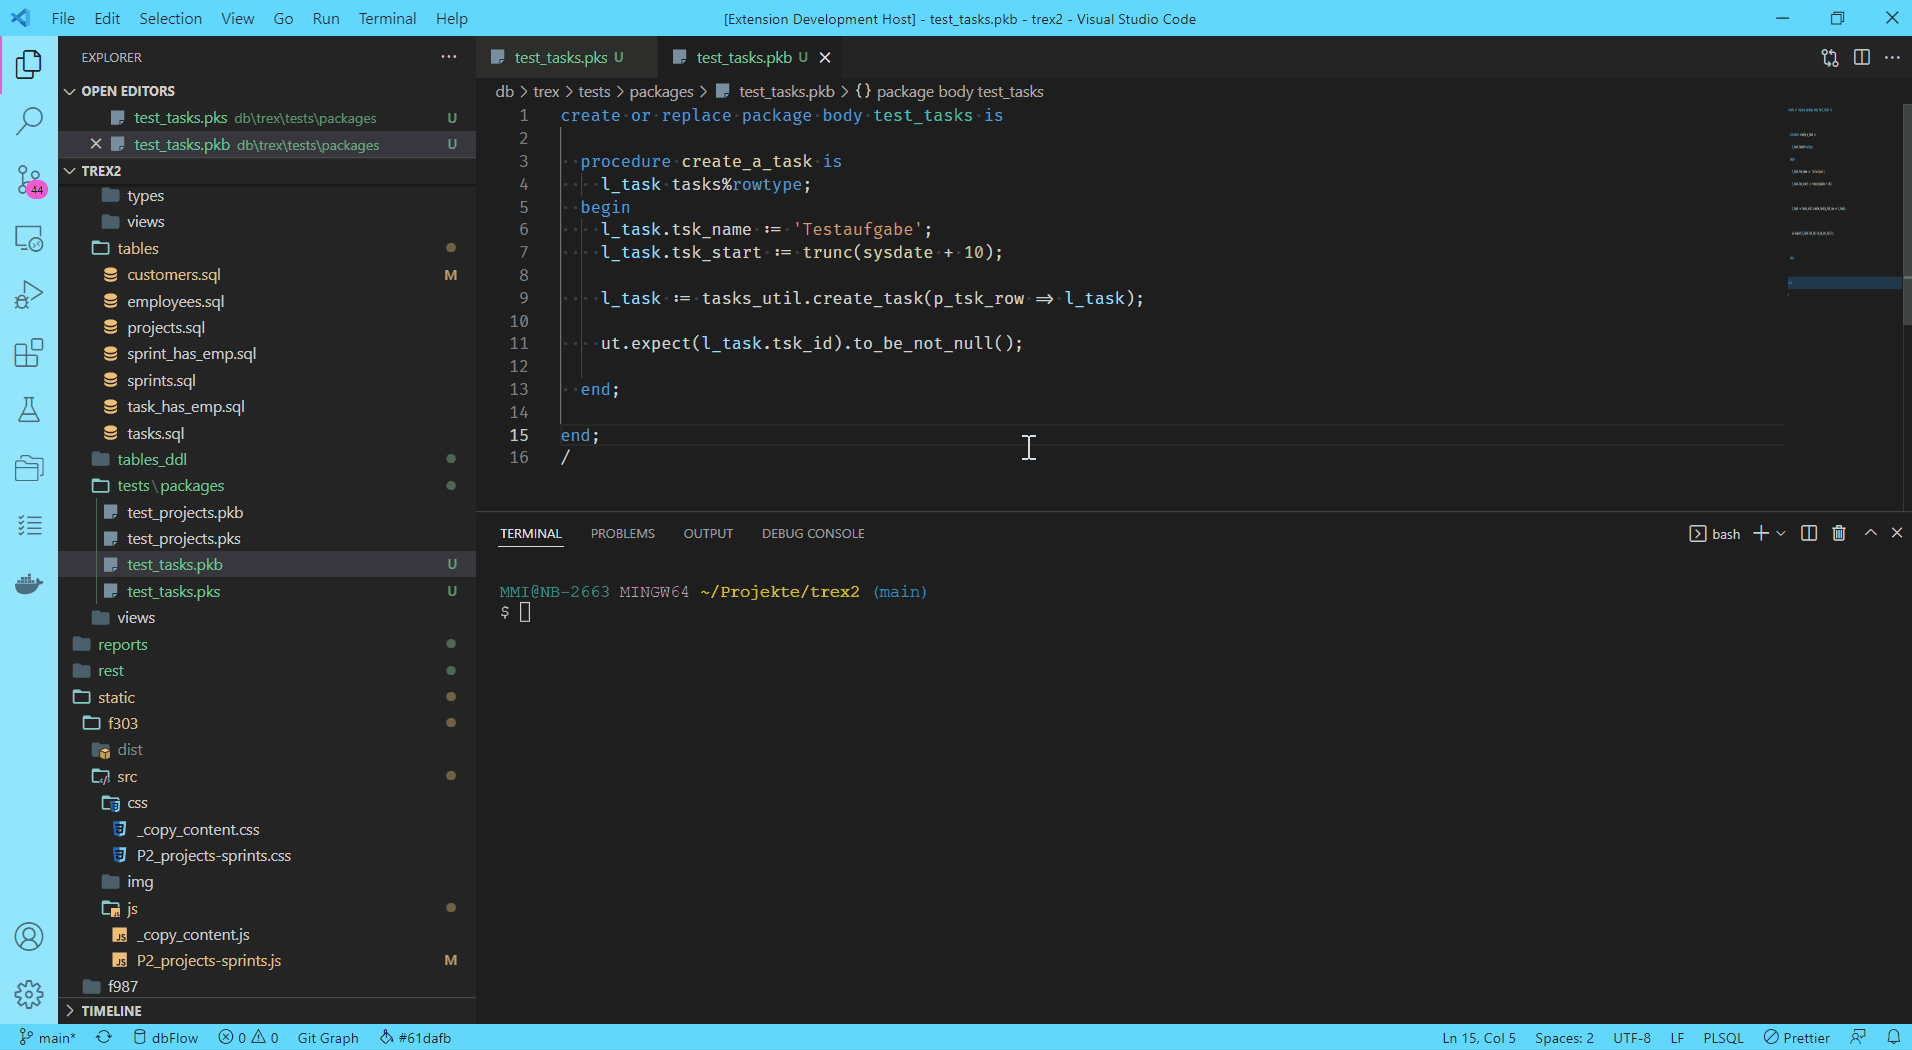 File Edit Selection View Go Run Terminal Help
[Extension Development Host] - test_tasks.pkb - trex2 - Visual Studio Code
EXPLORER
OPEN EDITORS
test_tasks.pks db\trex\tests\packages U
test_tasks.pkb db\trex\tests\packages U
TREX2
44
types
views
tables
customers.sql M
employees.sql
projects.sql
sprint_has_emp.sql
sprints.sql
task_has_emp.sql
tasks.sql
tables_ddl
tests\packages
test_projects.pkb
test_projects.pks
test_tasks.pkb U
test_tasks.pks U
views
reports
rest
static
f303
dist
src
css
_copy_content.css
P2_projects-sprints.css
img
js
_copy_content.js
P2_projects-sprints.js M
f987
TIMELINE
test_tasks.pks U
test_tasks.pkb U
db > trex > tests > packages > test_tasks.pkb > {} package body test_tasks
1 create or replace package body test_tasks is
2
3 procedure create_a_task is
4 l_task tasks%rowtype;
5 begin
6 l_task.tsk_name := 'Testaufgabe';
7 l_task.tsk_start := trunc(sysdate + 10);
8
9 l_task := tasks_util.create_task(p_tsk_row => l_task);
10
11 ut.expect(l_task.tsk_id).to_be_not_null();
12
13 end;
14
15 end;
16 /
TERMINAL PROBLEMS OUTPUT DEBUG CONSOLE
bash
MMI@NB-2663 MINGW64 ~/Projekte/trex2 (main)
$
main* dbFlow 0 0 Git Graph #61dafb
Ln 15, Col 5 Spaces: 2 UTF-8 LF PLSQL Prettier